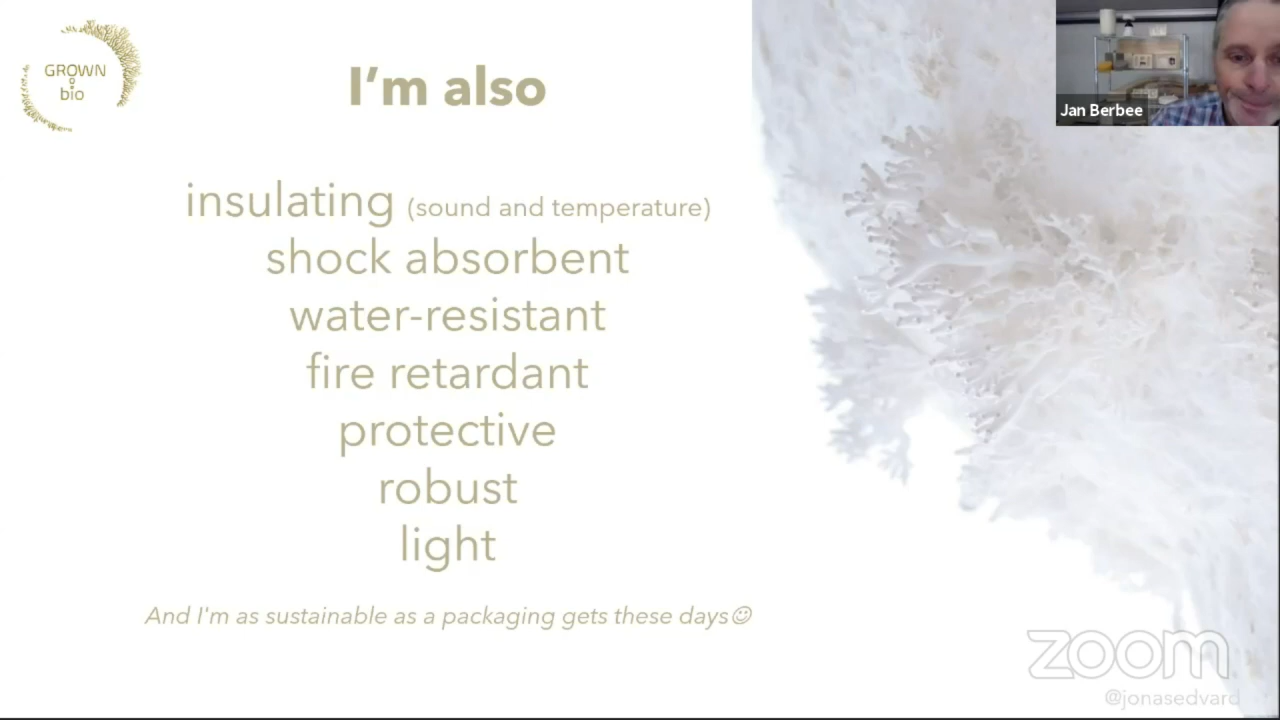 GROWN
bio
I'm also
insulating (sound and temperature)
shock absorbent
water-resistant
fire retardant
protective
robust
light
And I'm as sustainable as a packaging gets these days☺
Jan Berbee
zoom
@jonasedvard